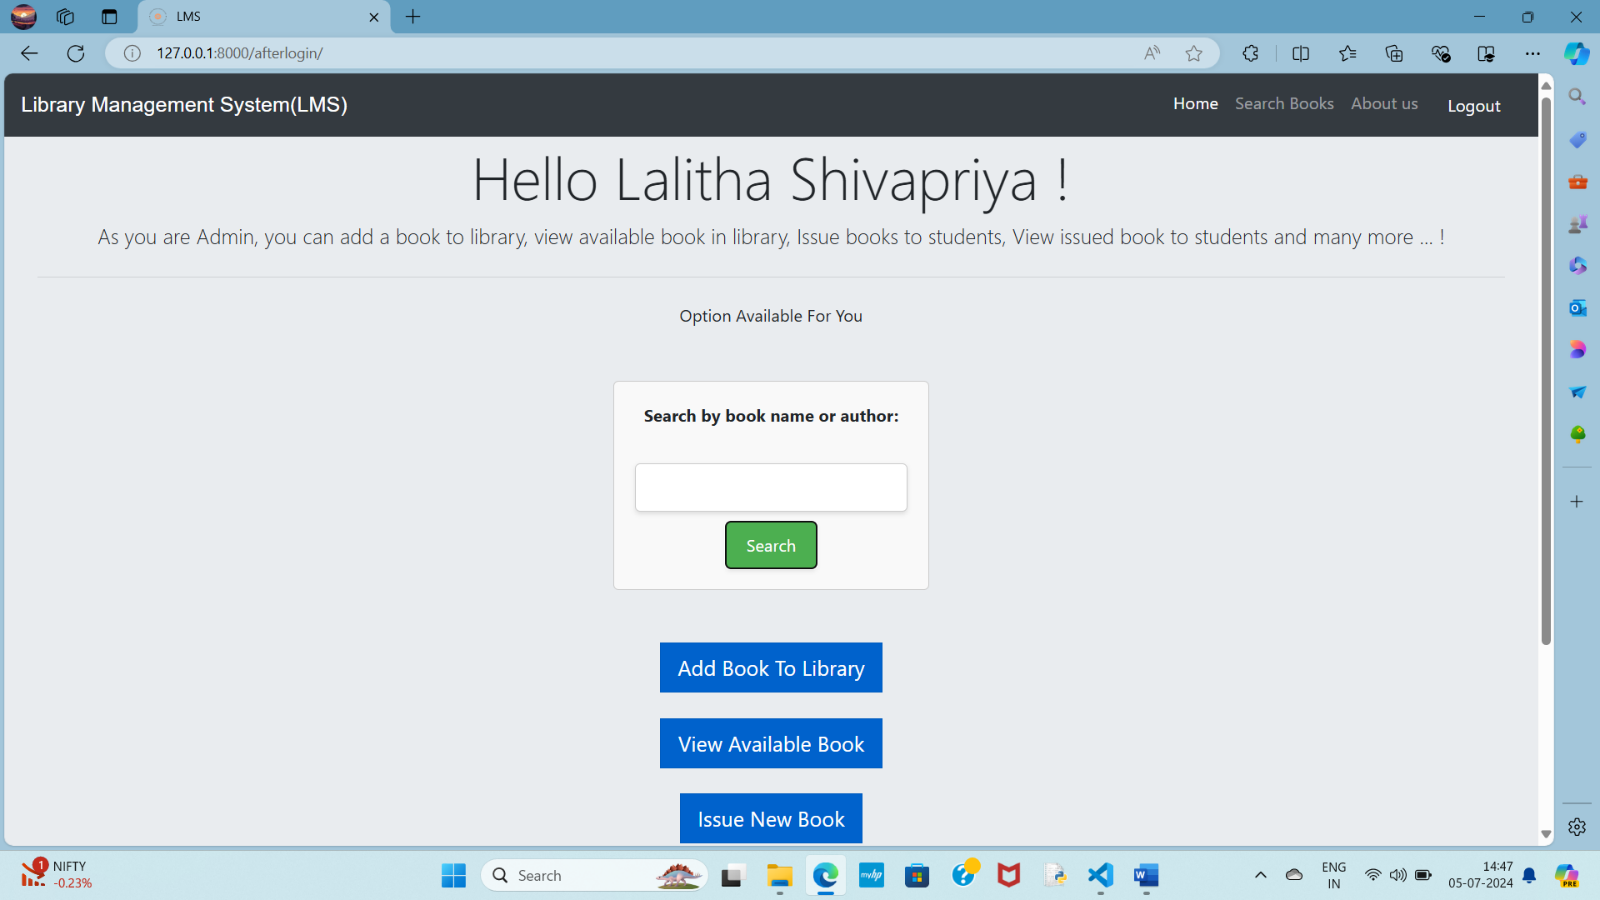 LMS
127.0.0.1:8000/afterlogin/
Library Management System(LMS)
Home Search Books About us Logout
Hello Lalitha Shivapriya !
As you are Admin, you can add a book to library, view available book in library, Issue books to students, View issued book to students and many more ... !
Option Available For You
Search by book name or author:
Search
Add Book To Library
View Available Book
Issue New Book
1 NIFTY
-0.23%
Search
myhp
W
PRE
ENG
IN
14:47
05-07-2024